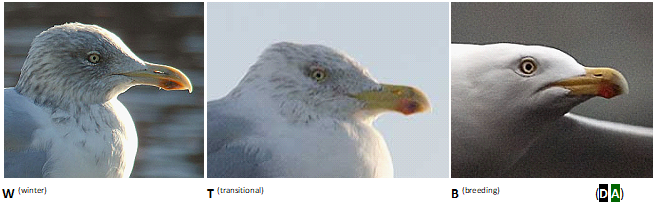 W (winter) T (transitional) B (breeding) (DA)